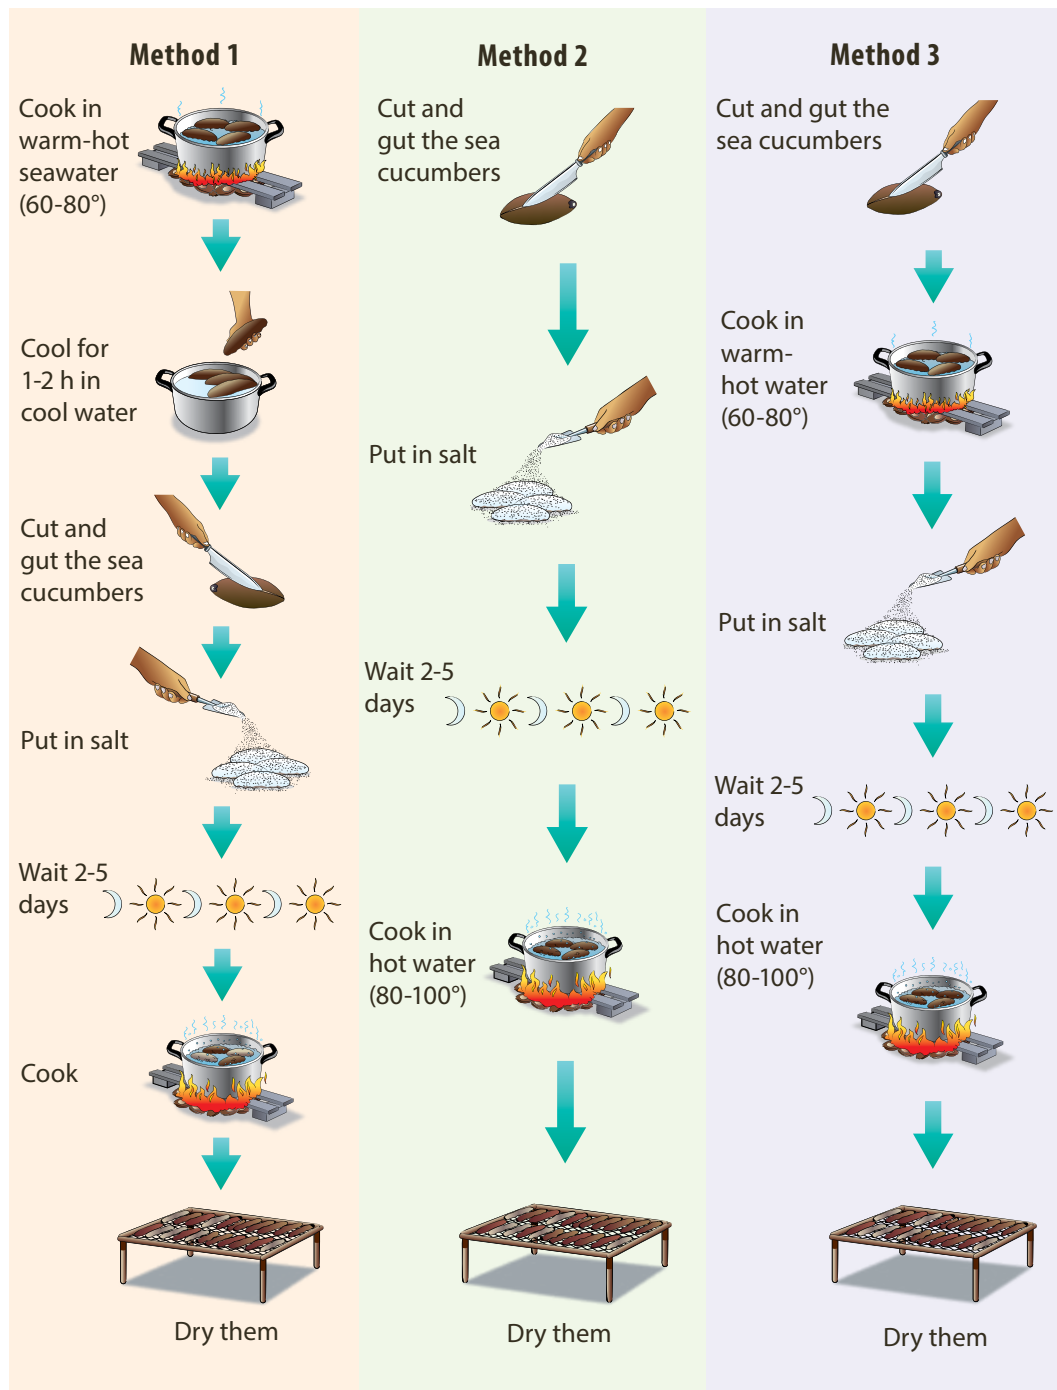 Method 1
Cook in
warm-hot
seawater
(60-80°)
Cool for
1-2 h in
cool water
Cut and
gut the sea
cucumbers
Put in salt
Wait 2-5
days
Cook
Dry them
Method 2
Cut and
gut the sea
cucumbers
Put in salt
Wait 2-5
days
Cook in
hot water
(80-100°)
Dry them
Method 3
Cut and gut the
sea cucumbers
Cook in
warm-
hot water
(60-80°)
Put in salt
Wait 2-5
days
Cook in
hot water
(80-100°)
Dry them